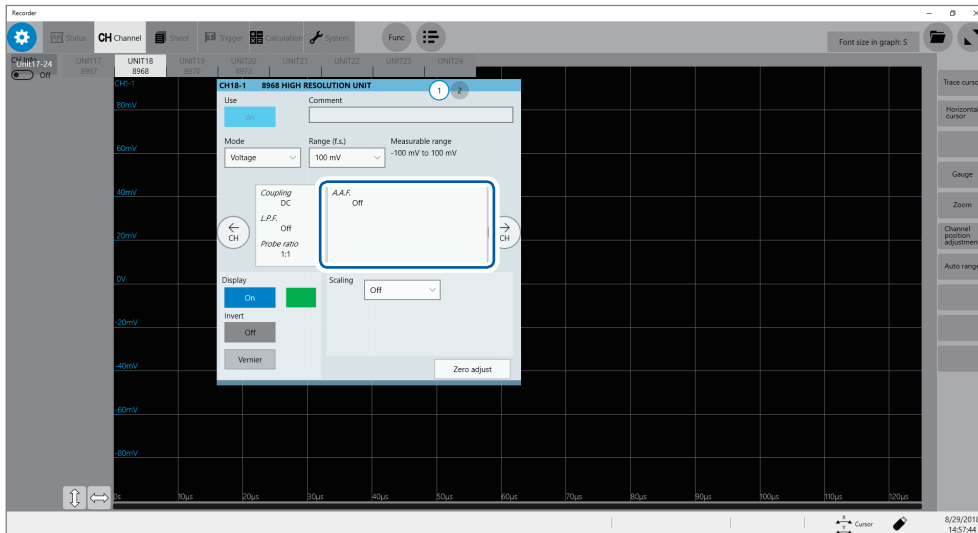 Recorder
Status CH Channel Sheet Trigger Calculation System Func Font size in graph: S
Unit17-24
Off
UNIT17 UNIT18 UNIT19 UNIT20 UNIT21 UNIT22 UNIT23 UNIT24
8967 8968 8970 8972
CH1-1
80mV
60mV
40mV
20mV
0V
-20mV
-40mV
-60mV
-80mV
0s 10µs 20µs 30µs 40µs 50µs 60µs 70µs 80µs 90µs 100µs 110µs 120µs
CH18-1 8968 HIGH RESOLUTION UNIT
1 2
Use Comment
On
Mode Range (f.s.) Measurable range
Voltage 100 mV -100 mV to 100 mV
Coupling
DC
L.P.F.
Off
Probe ratio
1:1
A.A.F.
Off
← CH
→ CH
Display Scaling
On Off
Invert
Off
Vernier
Zero adjust
Trace curso
Horizontal
cursor
Gauge
Zoom
Channel
position
adjustmen
Auto range
X
Y
Cursor
8/29/2018
14:57:44